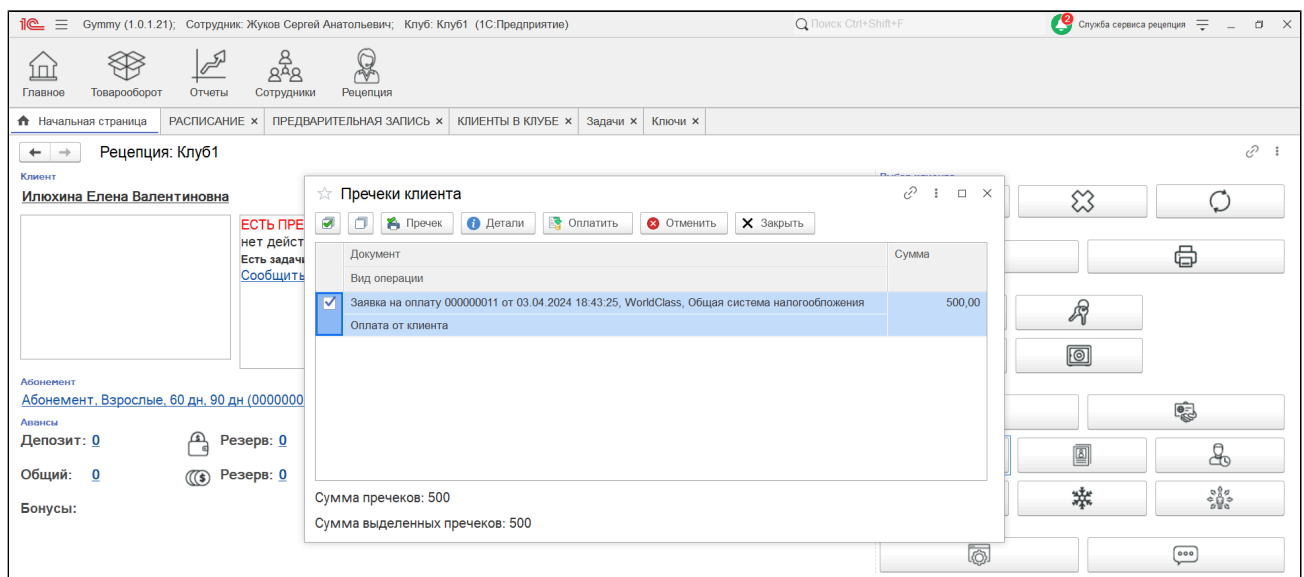 Gymmy (1.0.1.21); Сотрудник: Жуков Сергей Анатольевич; Клуб: Клуб1 (1С:Предприятие)
Поиск Ctrl+Shift+F
2
Служба сервиса рецепция
Главное
Товарооборот
Отчеты
Сотрудники
Рецепция
Начальная страница
РАСПИСАНИЕ ×
ПРЕДВАРИТЕЛЬНАЯ ЗАПИСЬ ×
КЛИЕНТЫ В КЛУБЕ ×
Задачи ×
Ключи ×
Рецепция: Клуб1
Клиент
Илюхина Елена Валентиновна
ЕСТЬ ПРЕ
нет дейст
Есть задач
Сообщить
Абонемент
Абонемент, Взрослые, 60 дн, 90 дн (0000000
Авансы
Депозит: 0
Резерв: 0
Общий: 0
Резерв: 0
Бонусы:
Пречеки клиента
Пречек
Детали
Оплатить
Отменить
Закрыть
Документ
Сумма
Вид операции
Заявка на оплату 000000011 от 03.04.2024 18:43:25, WorldClass, Общая система налогообложения
500,00
Оплата от клиента
Сумма пречеков: 500
Сумма выделенных пречеков: 500